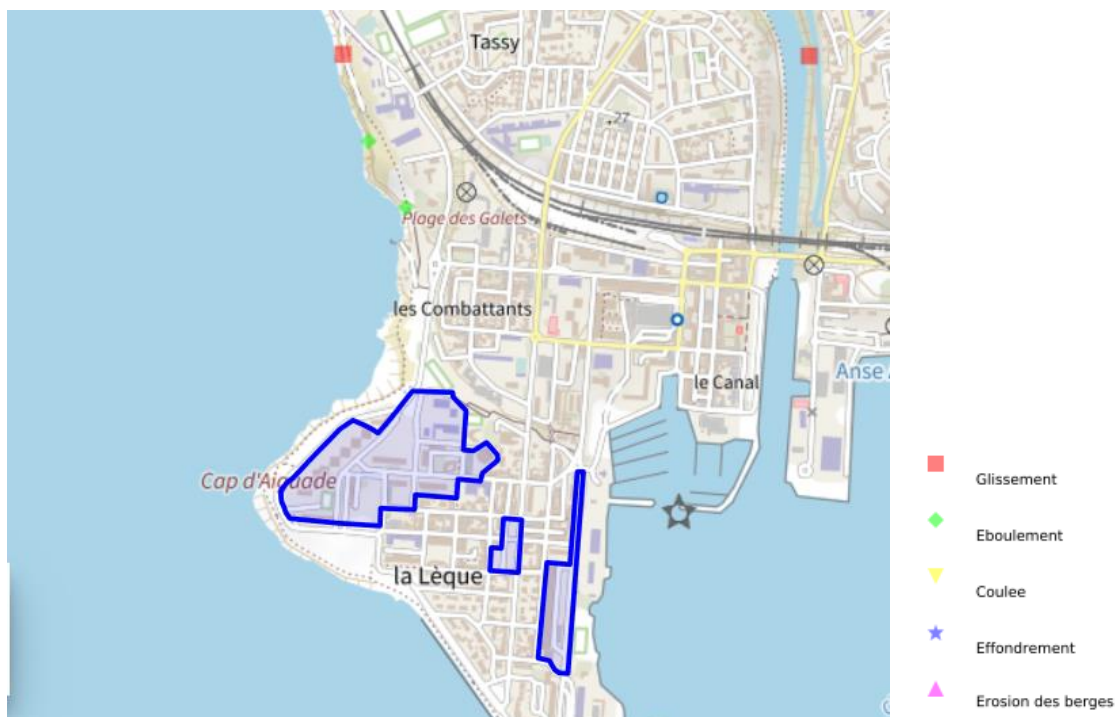 Tassy
27
Plage des Galets
les Combattants
Anse
le Canal
Cap d'Aiguade
la Lèque
Glissement
Eboulement
Coulee
Effondrement
Erosion des berges